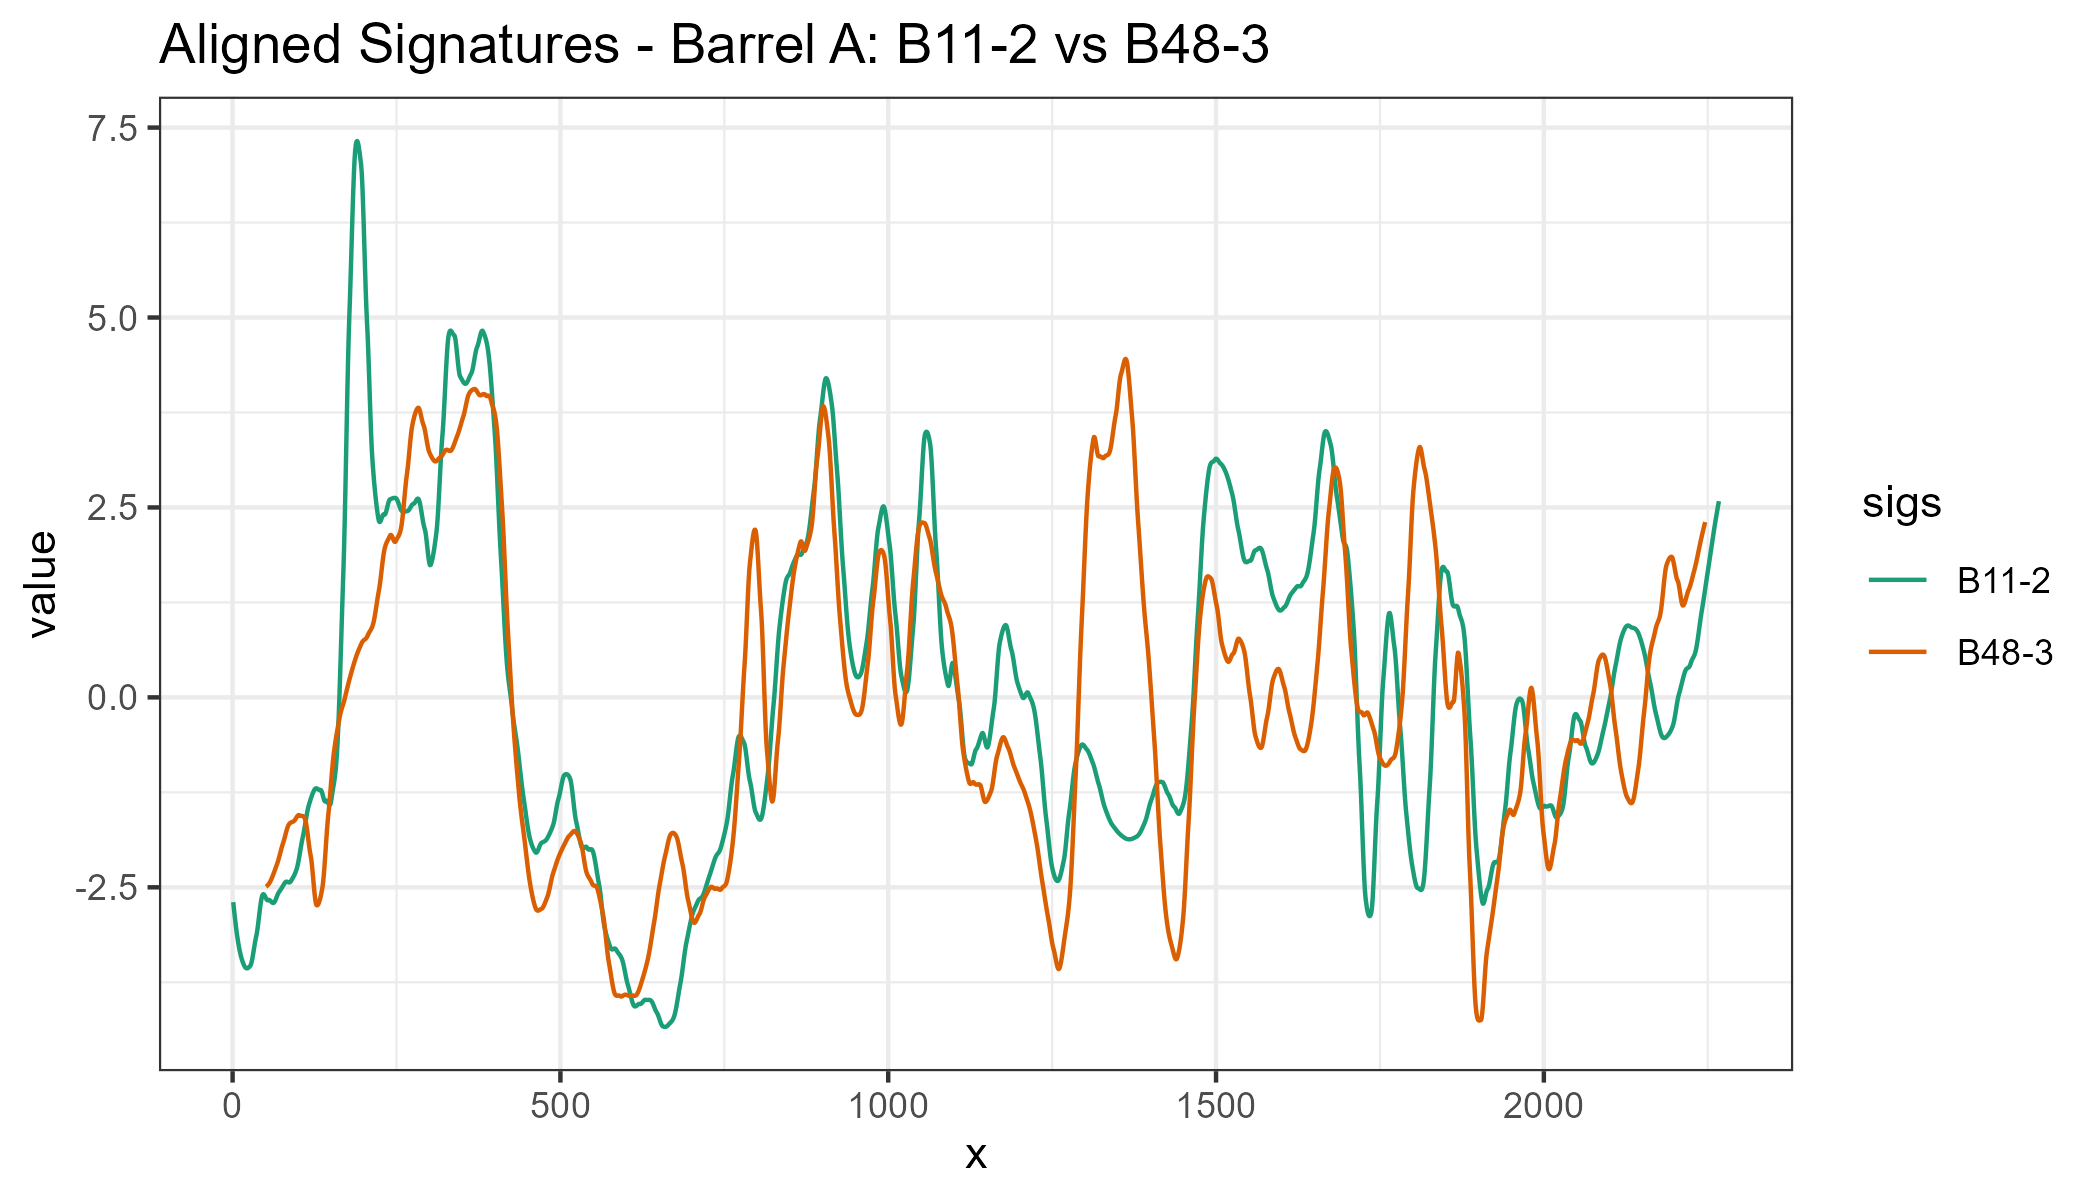 Aligned Signatures - Barrel A: B11-2 vs B48-3
7.5
5.0
2.5
0.0
-2.5
value
0 500 1000 1500 2000
x
sigs
B11-2
B48-3